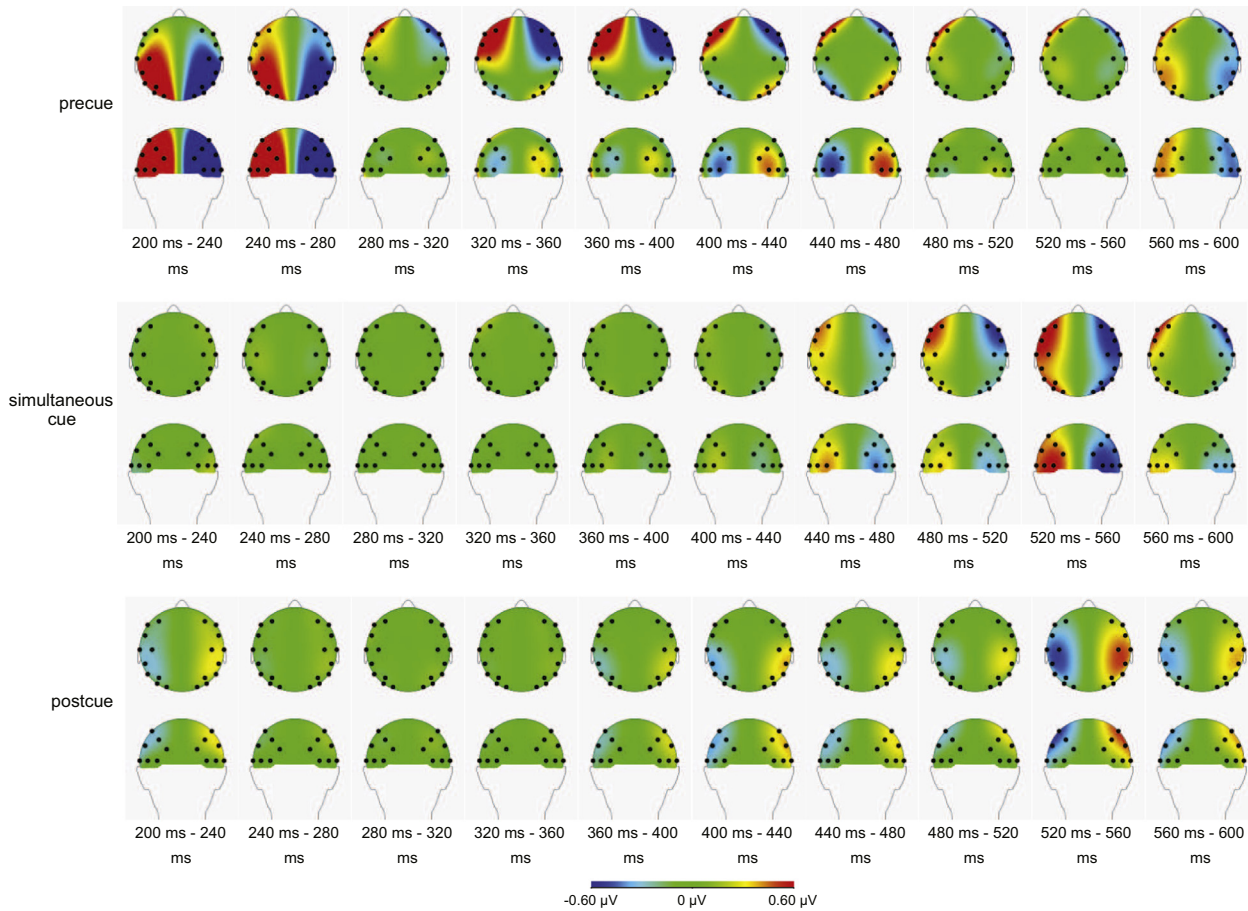 precue
200 ms - 240 ms
240 ms - 280 ms
280 ms - 320 ms
320 ms - 360 ms
360 ms - 400 ms
400 ms - 440 ms
440 ms - 480 ms
480 ms - 520 ms
520 ms - 560 ms
560 ms - 600 ms
simultaneous
cue
200 ms - 240 ms
240 ms - 280 ms
280 ms - 320 ms
320 ms - 360 ms
360 ms - 400 ms
400 ms - 440 ms
440 ms - 480 ms
480 ms - 520 ms
520 ms - 560 ms
560 ms - 600 ms
postcue
200 ms - 240 ms
240 ms - 280 ms
280 ms - 320 ms
320 ms - 360 ms
360 ms - 400 ms
400 ms - 440 ms
440 ms - 480 ms
480 ms - 520 ms
520 ms - 560 ms
560 ms - 600 ms
-0.60 µV 0 µV 0.60 µV